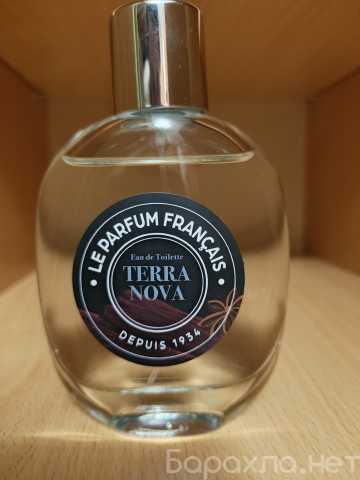 • LE PARFUM FRANÇAIS •
Eau de Toilette
TERRA
NOVA
DEPUIS 1934
Барахла.нет